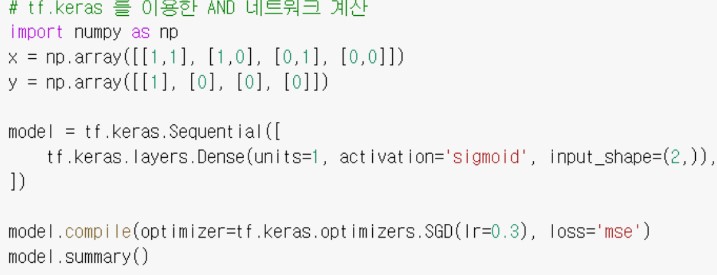 # tf.keras 를 이용한 AND 네트워크 계산
import numpy as np
x = np.array([[1,1], [1,0], [0,1], [0,0]])
y = np.array([[1], [0], [0], [0]])
model = tf.keras.Sequential([
    tf.keras.layers.Dense(units=1, activation='sigmoid', input_shape=(2,)),
])
model.compile(optimizer=tf.keras.optimizers.SGD(lr=0.3), loss='mse')
model.summary()